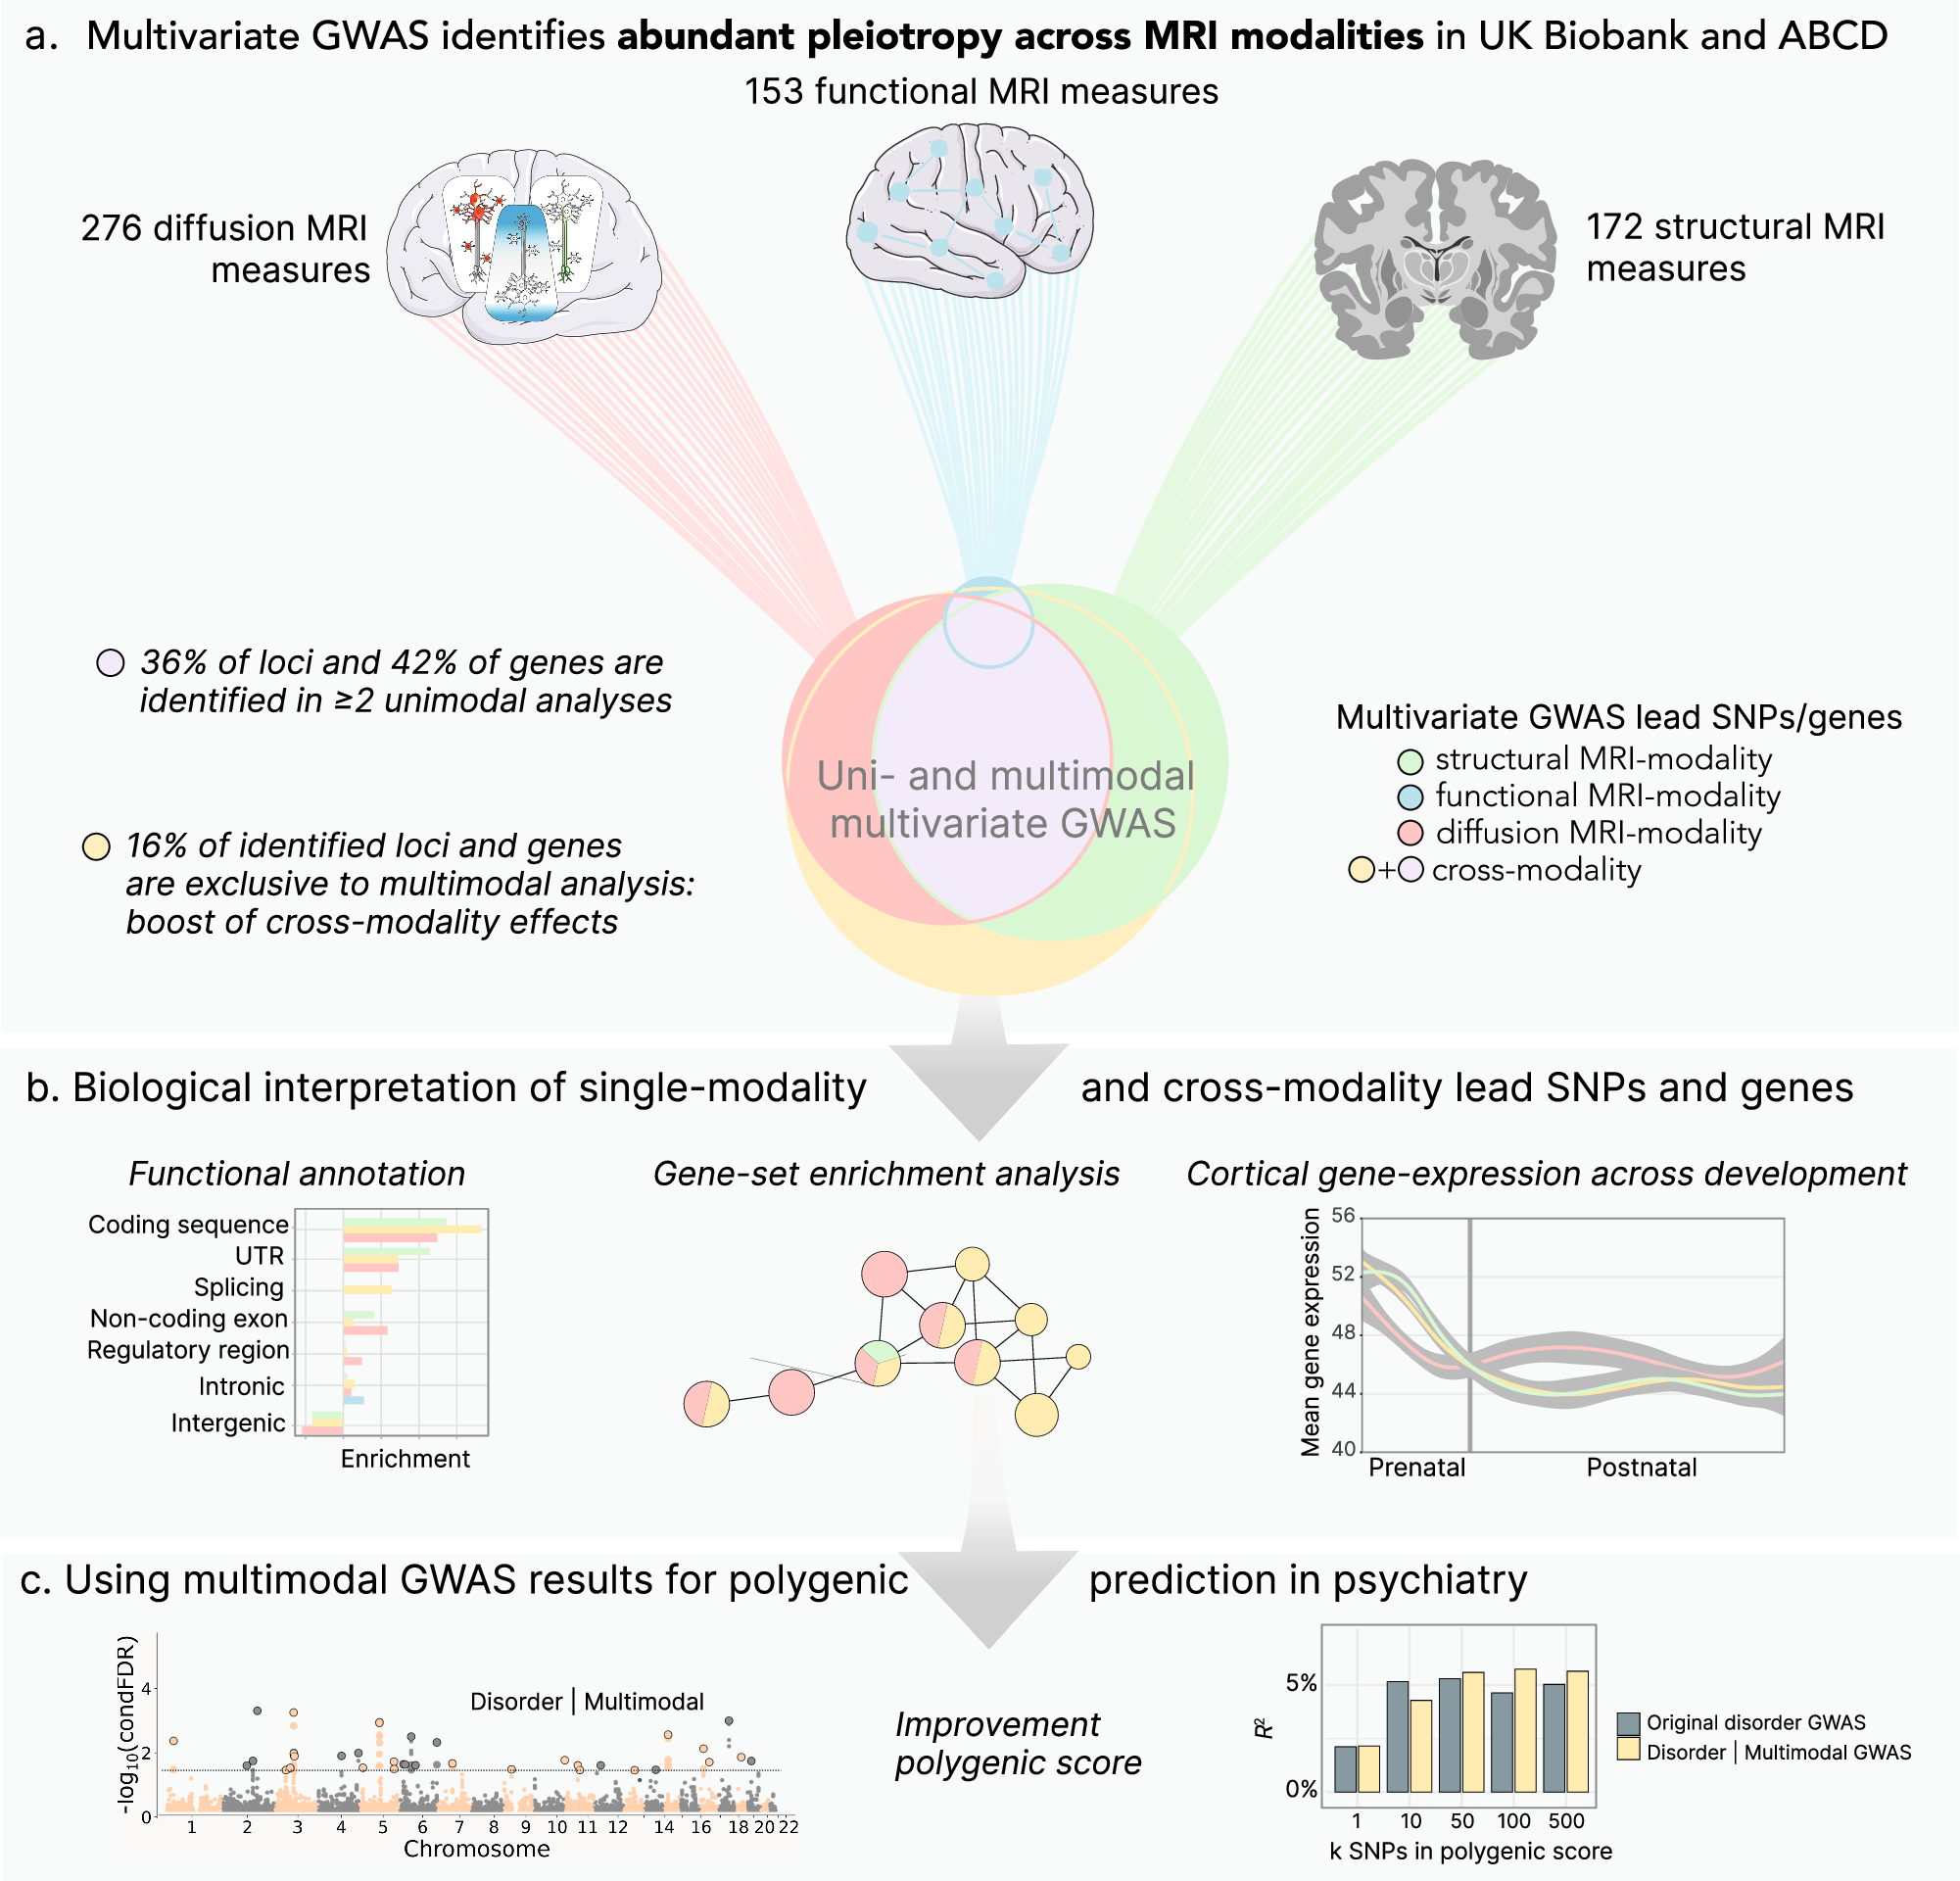 a. Multivariate GWAS identifies abundant pleiotropy across MRI modalities in UK Biobank and ABCD
153 functional MRI measures
276 diffusion MRI
measures
172 structural MRI
measures
36% of loci and 42% of genes are
identified in ≥2 unimodal analyses
16% of identified loci and genes
are exclusive to multimodal analysis:
boost of cross-modality effects
Uni- and multimodal
multivariate GWAS
Multivariate GWAS lead SNPs/genes
structural MRI-modality
functional MRI-modality
diffusion MRI-modality
+ cross-modality
b. Biological interpretation of single-modality and cross-modality lead SNPs and genes
Functional annotation
Coding sequence
UTR
Splicing
Non-coding exon
Regulatory region
Intronic
Intergenic
Enrichment
Gene-set enrichment analysis
Cortical gene-expression across development
Mean gene expression
56
52
48
44
40
Prenatal
Postnatal
c. Using multimodal GWAS results for polygenic prediction in psychiatry
-log10(condFDR)
4
2
0
Disorder | Multimodal
1 2 3 4 5 6 7 8 9 10 11 12 14 16 18 20 22
Chromosome
Improvement
polygenic score
R²
5%
0%
1 10 50 100 500
k SNPs in polygenic score
Original disorder GWAS
Disorder | Multimodal GWAS